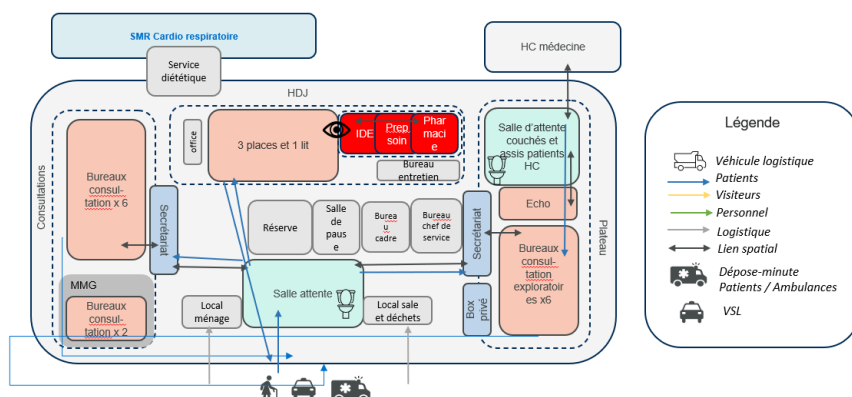 SMR Cardio respiratoire
HC médecine
Service
diététique
HDJ
Consultations
Bureaux
consul-
tation x 6
Secrétariat
MMG
Bureaux
consul-
tation x 2
office
3 places et 1 lit
IDE
Prep
soin
Phar
maci
e
Bureau
entretien
Réserve
Salle
de
paus
e
Burea
u
cadre
Bureau
chef de
service
Salle attente
Local
ménage
Local sale
et déchets
Secrétariat
Box
privé
Salle d'attente
couchés et
assis patients
HC
Echo
Bureaux
consultation
exploratoir
es x6
Plateau
Légende
Véhicule logistique
Patients
Visiteurs
Personnel
Logistique
Lien spatial
Dépose-minute
Patients / Ambulances
VSL